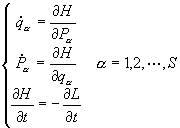 q̇α = ∂H/∂Pα
Ṗα = ∂H/∂qα α = 1,2,⋯,S
∂H/∂t = −∂L/∂t